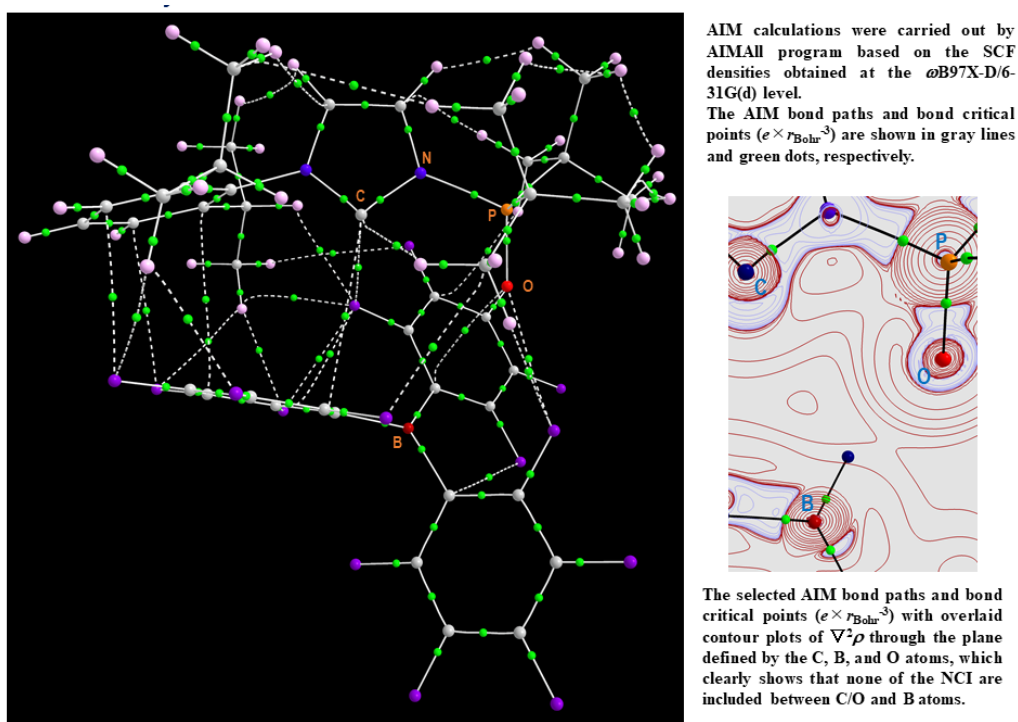 AIM calculations were carried out by
AIMAll program based on the SCF
densities obtained at the ωB97X-D/6-
31G(d) level.
The AIM bond paths and bond critical
points (e × rBohr-3) are shown in gray lines
and green dots, respectively.
N
C
P
O
B
P
C
O
B
The selected AIM bond paths and bond
critical points (e × rBohr-3) with overlaid
contour plots of ∇²ρ through the plane
defined by the C, B, and O atoms, which
clearly shows that none of the NCI are
included between C/O and B atoms.